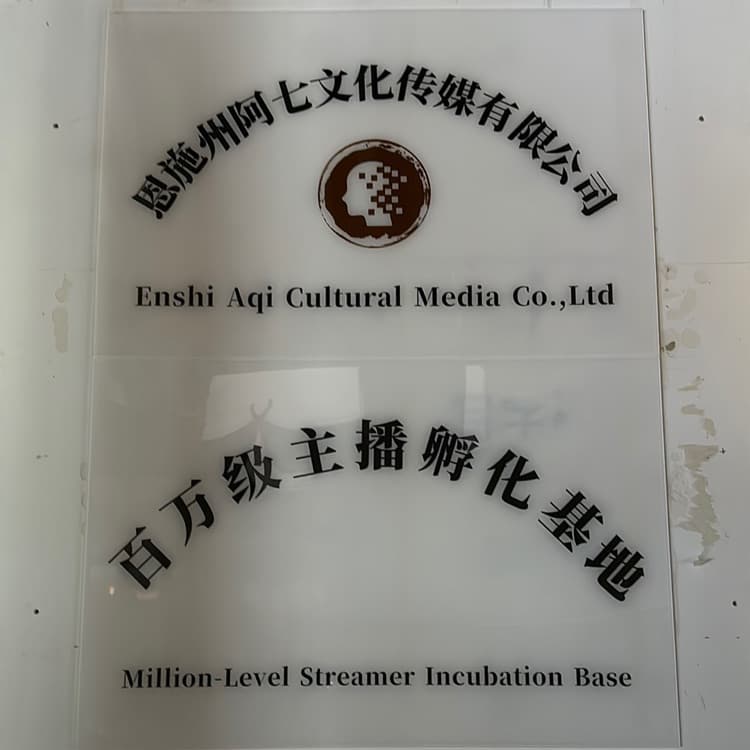 恩施州阿七文化传媒有限公司
Enshi Aqi Cultural Media Co.,Ltd
百万级主播孵化基地
Million-Level Streamer Incubation Base